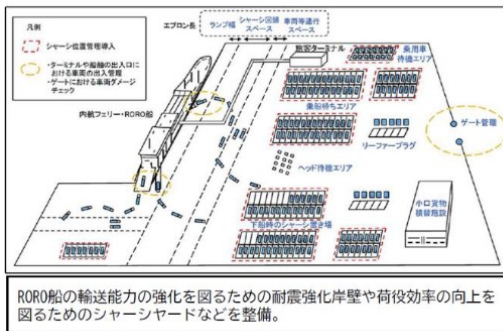 凡例
シャーシ位置管理導入
・ターミナルや船舶の出入口に
おける車両の出入管理
・ゲートにおける車両ダメージ
チェック
エプロン長
ランプ幅
シャーシ回頭
スペース
車両等通行
スペース
内航フェリー・RORO船
旅客ターミナル
乗用車
待機エリア
乗船待ちエリア
リーファープラグ
ゲート管理
ヘッド待機エリア
下船時のシャーシ置き場
小口貨物
積替施設
RORO船の輸送能力の強化を図るための耐震強化岸壁や荷役効率の向上を
図るためのシャーシヤードなどを整備。